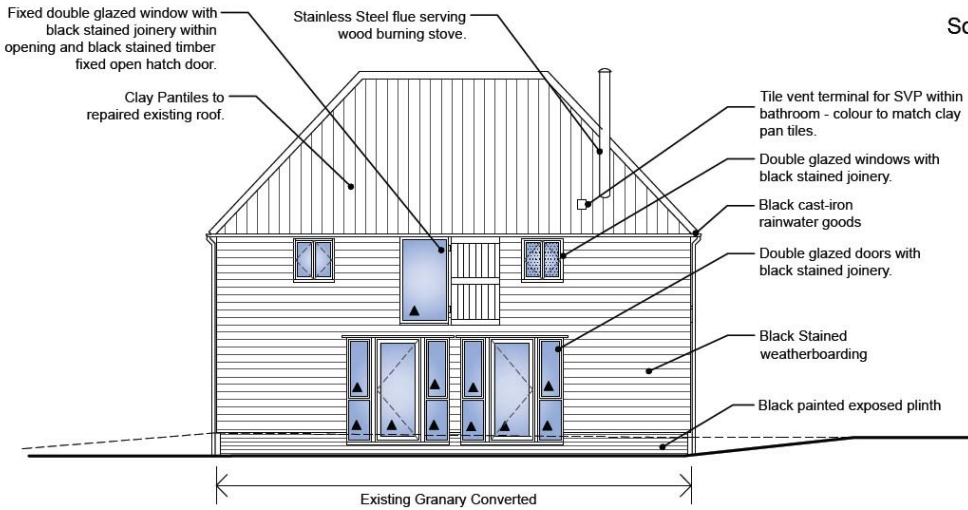 Fixed double glazed window with
black stained joinery within
opening and black stained timber
fixed open hatch door.
Clay Pantiles to
repaired existing roof.
Stainless Steel flue serving
wood burning stove.
Tile vent terminal for SVP within
bathroom - colour to match clay
pan tiles.
Double glazed windows with
black stained joinery.
Black cast-iron
rainwater goods
Double glazed doors with
black stained joinery.
Black Stained
weatherboarding
Black painted exposed plinth
Existing Granary Converted